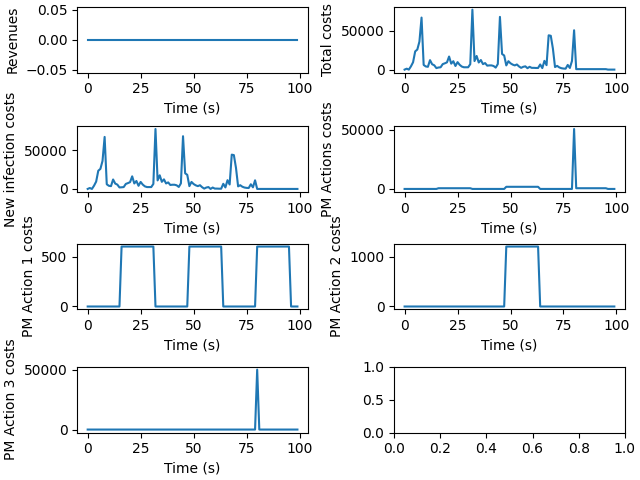 Revenues
0.05
0.00
−0.05
0 25 50 75 100
Time (s)
Total costs
50000
0
0 25 50 75 100
Time (s)
New infection costs
50000
0
0 25 50 75 100
Time (s)
PM Actions costs
50000
0
0 25 50 75 100
Time (s)
PM Action 1 costs
500
0
0 25 50 75 100
Time (s)
PM Action 2 costs
1000
0
0 25 50 75 100
Time (s)
PM Action 3 costs
50000
0
0 25 50 75 100
Time (s)
1.0
0.5
0.0
0.0 0.2 0.4 0.6 0.8 1.0